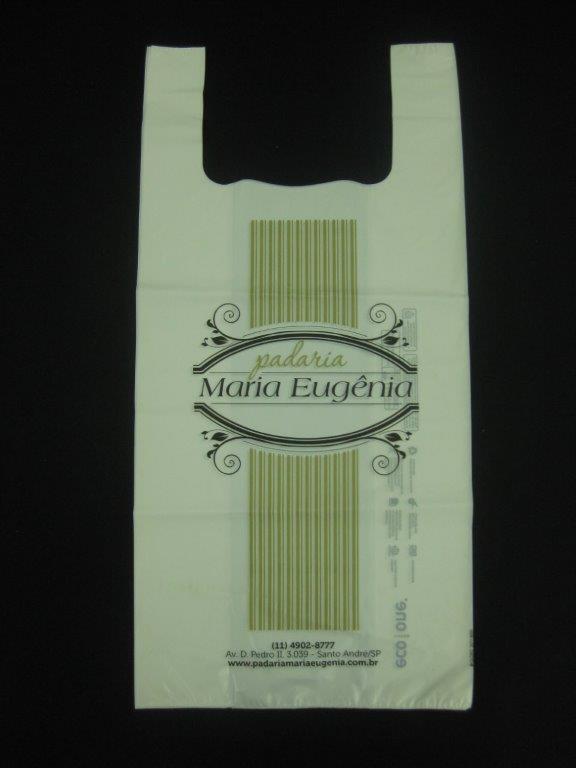 padaria
Maria Eugênia
(11) 4902-8777
Av. D. Pedro II, 3.039 - Santo André/SP
www.padariamariaeugenia.com.br
eco|one.